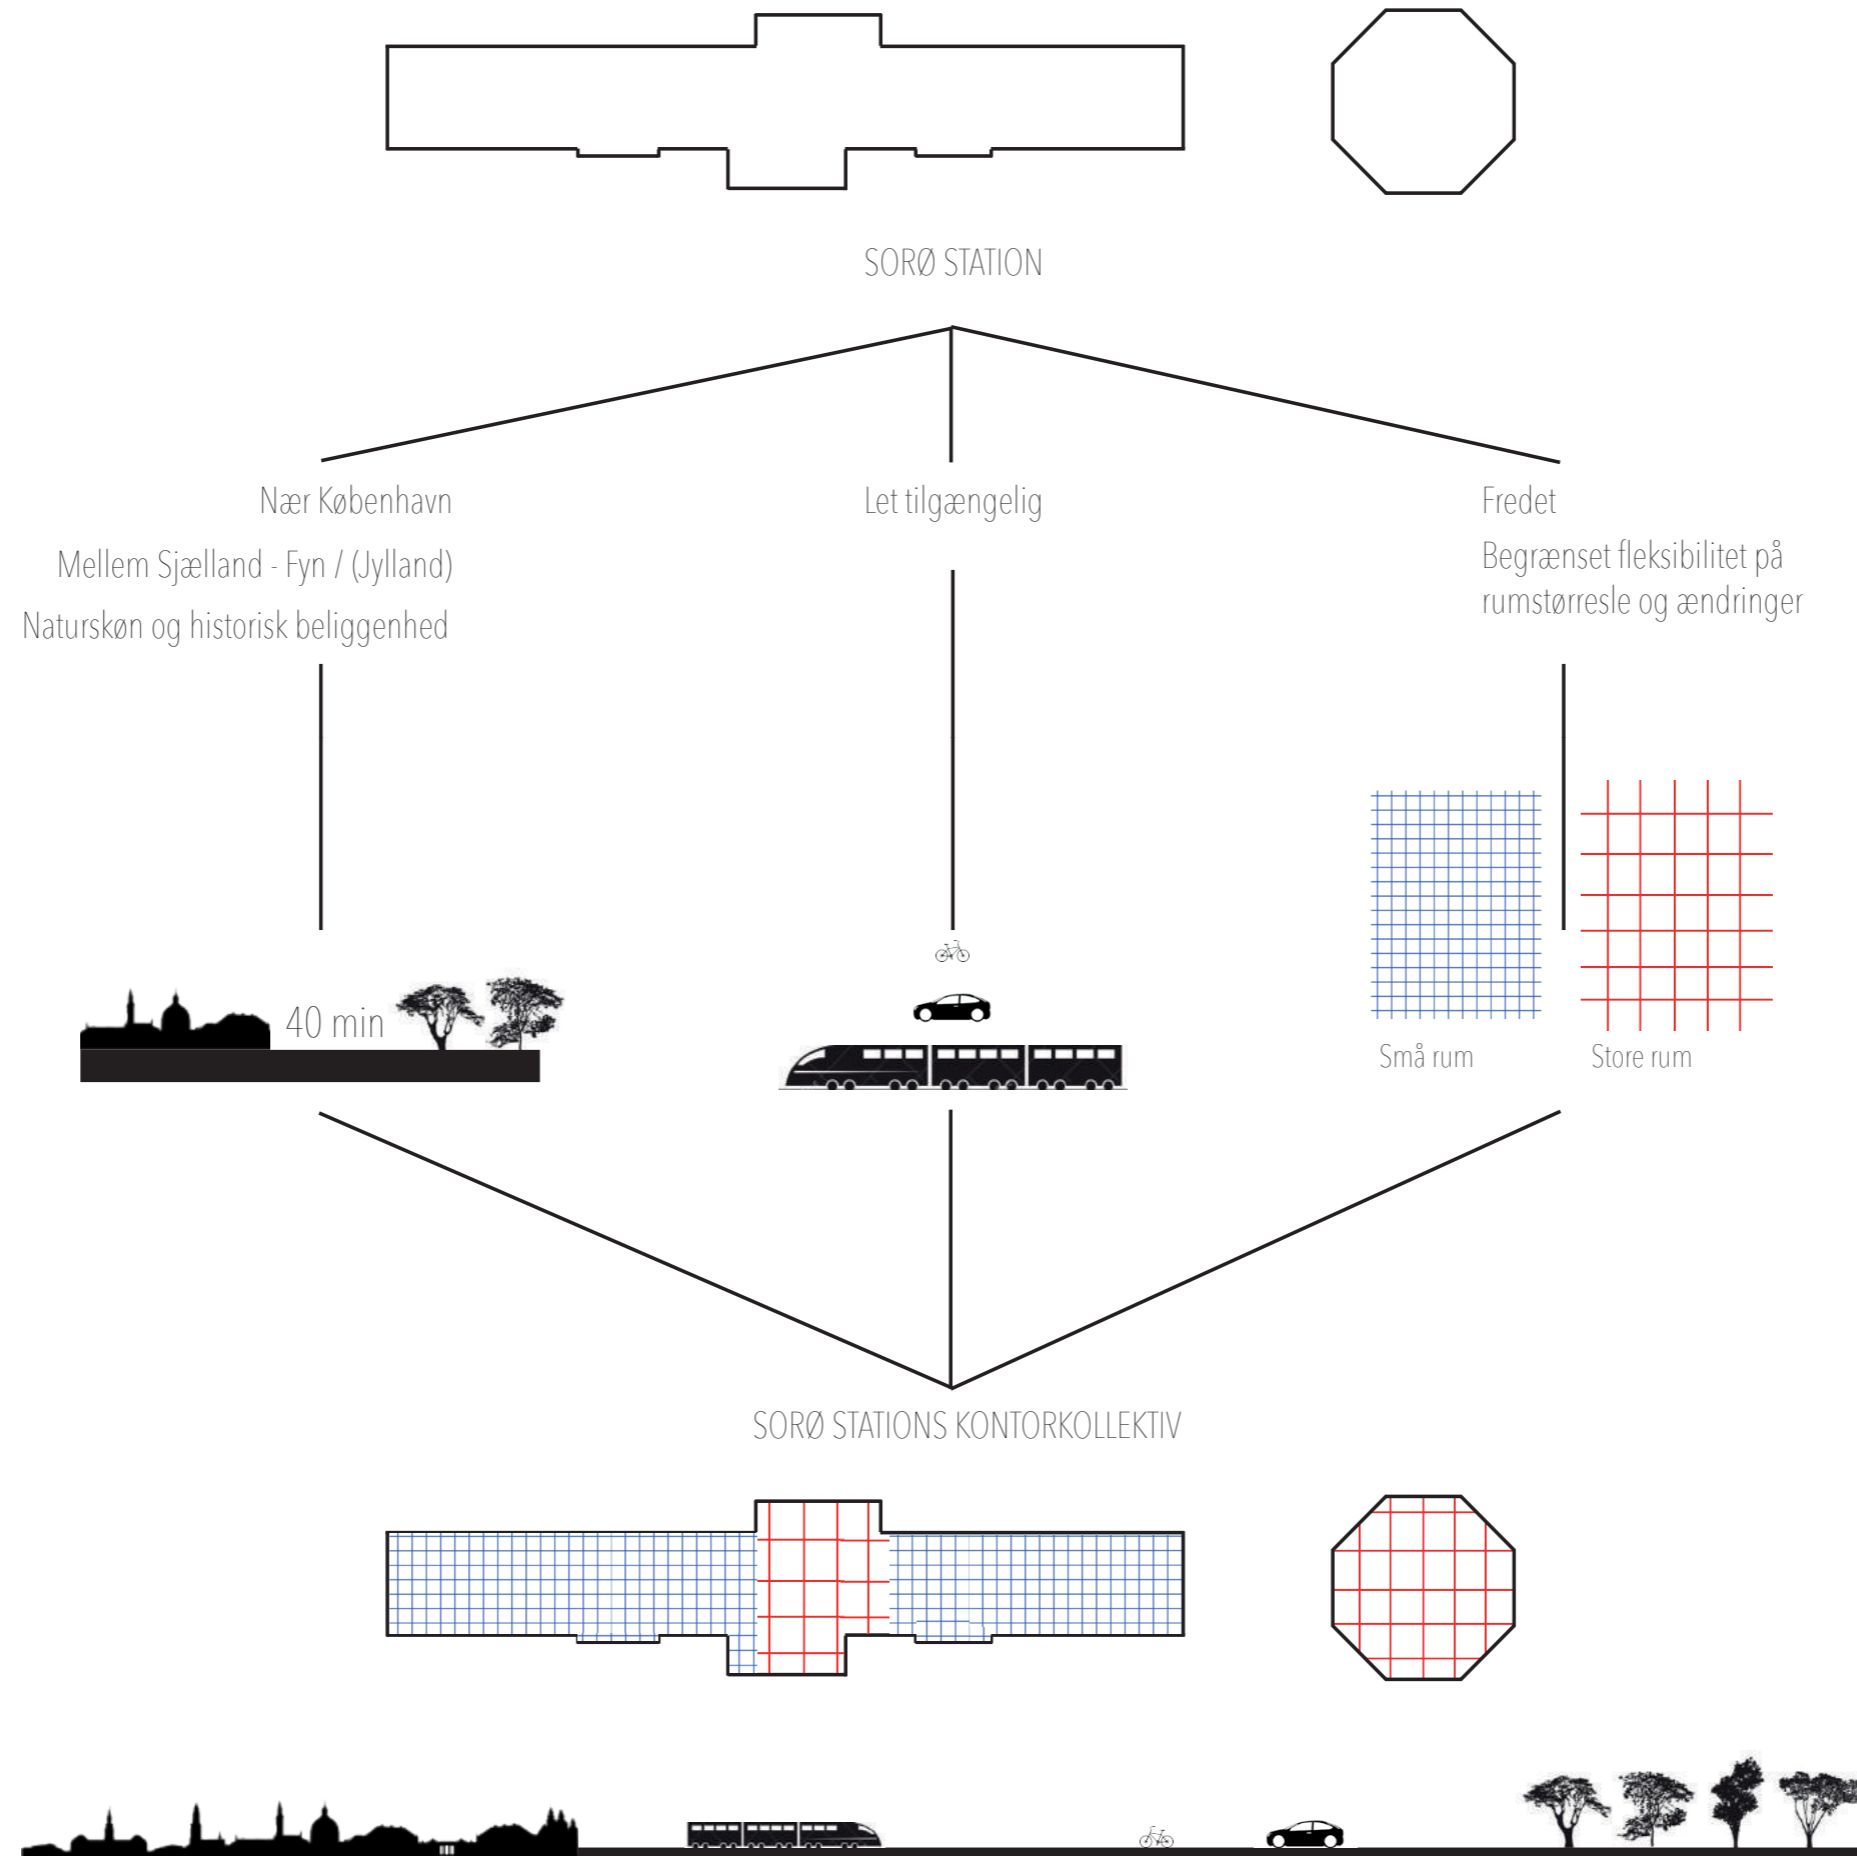 SORØ STATION
Nær København
Mellem Sjælland - Fyn / (Jylland)
Naturskøn og historisk beliggenhed
Let tilgængelig
Fredet
Begrænset fleksibilitet på
rumstørresle og ændringer
40 min
Små rum
Store rum
SORØ STATIONS KONTORKOLLEKTIV